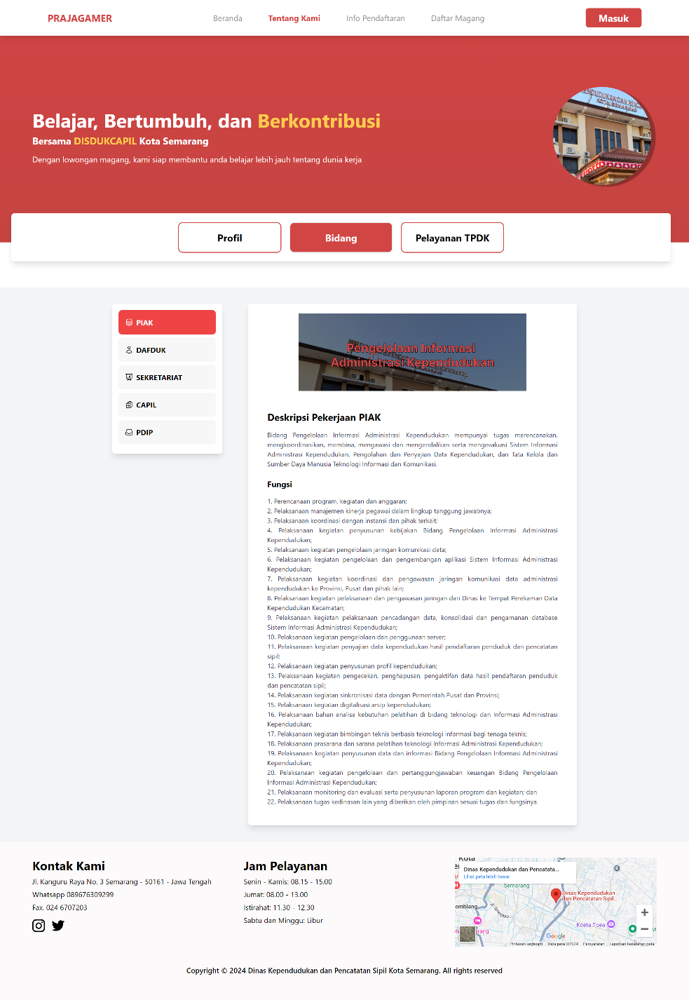 PRAJAGAMER
Beranda
Tentang Kami
Info Pendaftaran
Daftar Magang
Masuk
Belajar, Bertumbuh, dan Berkontribusi
Bersama DISDUKCAPIL Kota Semarang
Dengan lowongan magang, kami siap membantu anda belajar lebih jauh tentang dunia kerja
KOTA SEMARANG
Profil
Bidang
Pelayanan TPDK
PIAK
DAFDUK
SEKRETARIAT
CAPIL
PDIP
Pengelolaan Informasi
Administrasi Kependudukan
Deskripsi Pekerjaan PIAK
Bidang Pengelolaan Informasi Administrasi Kependudukan mempunyai tugas merencanakan,
mengkoordinasikan, membina, mengawasi dan mengendalikan serta mengevaluasi Sistem Informasi
Administrasi Kependudukan, Pengolahan dan Penyajian Data Kependudukan, dan Tata Kelola dan
Sumber Daya Manusia Teknologi Informasi dan Komunikasi.
Fungsi
1. Perencanaan program, kegiatan dan anggaran;
2. Pelaksanaan manajemen kinerja pegawai dalam lingkup tanggung jawabnya;
3. Pelaksanaan koordinasi dengan instansi dan pihak terkait;
4. Pelaksanaan kegiatan penyusunan kebijakan Bidang Pengelolaan Informasi Administrasi
Kependudukan;
5. Pelaksanaan kegiatan pengelolaan jaringan komunikasi data;
6. Pelaksanaan kegiatan pengelolaan dan pengembangan aplikasi Sistem Informasi Administrasi
Kependudukan;
7. Pelaksanaan kegiatan koordinasi dan pengawasan jaringan komunikasi data administrasi
kependudukan ke Provinsi, Pusat dan pihak lain;
8. Pelaksanaan kegiatan pelaksanaan dan pengawasan jaringan dari Dinas ke Tempat Perekaman Data
Kependudukan Kecamatan;
9. Pelaksanaan kegiatan pelaksanaan pencadangan data, konsolidasi dan pengamanan database
Sistem Informasi Administrasi Kependudukan;
10. Pelaksanaan kegiatan pengelolaan dan penggunaan server;
11. Pelaksanaan kegiatan penyajian data kependudukan hasil pendaftaran penduduk dan pencatatan
sipil;
12. Pelaksanaan kegiatan penyusunan profil kependudukan;
13. Pelaksanaan kegiatan pengecekan, penghapusan, pengaktifan data hasil pendaftaran penduduk
dan pencatatan sipil;
14. Pelaksanaan kegiatan sinkronisasi data dengan Pemerintah Pusat dan Provinsi;
15. Pelaksanaan kegiatan digitalisasi arsip kependudukan;
16. Pelaksanaan bahan analisa kebutuhan pelatihan di bidang teknologi dan Informasi Administrasi
Kependudukan;
17. Pelaksanaan kegiatan bimbingan teknis berbasis teknologi informasi bagi tenaga teknis;
18. Pelaksanaan prasarana dan sarana pelatihan teknologi Informasi Administrasi Kependudukan;
19. Pelaksanaan kegiatan penyusunan data dan informasi Bidang Pengelolaan Informasi Administrasi
Kependudukan;
20. Pelaksanaan kegiatan pengelolaan dan pertanggungjawaban keuangan Bidang Pengelolaan
Informasi Administrasi Kependudukan;
21. Pelaksanaan monitoring dan evaluasi serta penyusunan laporan program dan kegiatan; dan
22. Pelaksanaan tugas kedinasan lain yang diberikan oleh pimpinan sesuai tugas dan fungsinya.
Kontak Kami
Jl. Kanguru Raya No. 3 Semarang - 50161 - Jawa Tengah
Whatsapp 089676309299
Fax. 024 6707203
Jam Pelayanan
Senin - Kamis: 08.15 - 15.00
Jumat: 08.00 - 13.00
Istirahat: 11.30 - 12.30
Sabtu dan Minggu: Libur
Kota
Dinas Kependudukan dan Pencatata...
Lihat peta lebih besar
Semarang
Dinas Kependudukan
dan Pencatatan Sipil...
Jl. Sriwijaya
Koeta Toea
Google
Pintasan keyboard
Data peta ©2024
Persyaratan
Laporkan kesalahan peta
Copyright © 2024 Dinas Kependudukan dan Pencatatan Sipil Kota Semarang. All rights reserved